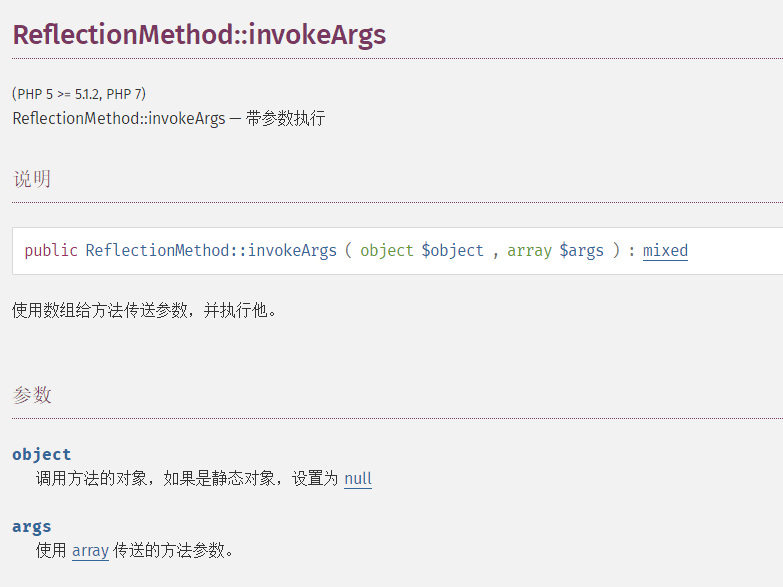 ReflectionMethod::invokeArgs
(PHP 5 >= 5.1.2, PHP 7)
ReflectionMethod::invokeArgs — 带参数执行
说明
public ReflectionMethod::invokeArgs ( object $object , array $args ) : mixed
使用数组给方法传送参数，并执行他。
参数
object
调用方法的对象，如果是静态对象，设置为 null
args
使用 array 传送的方法参数。